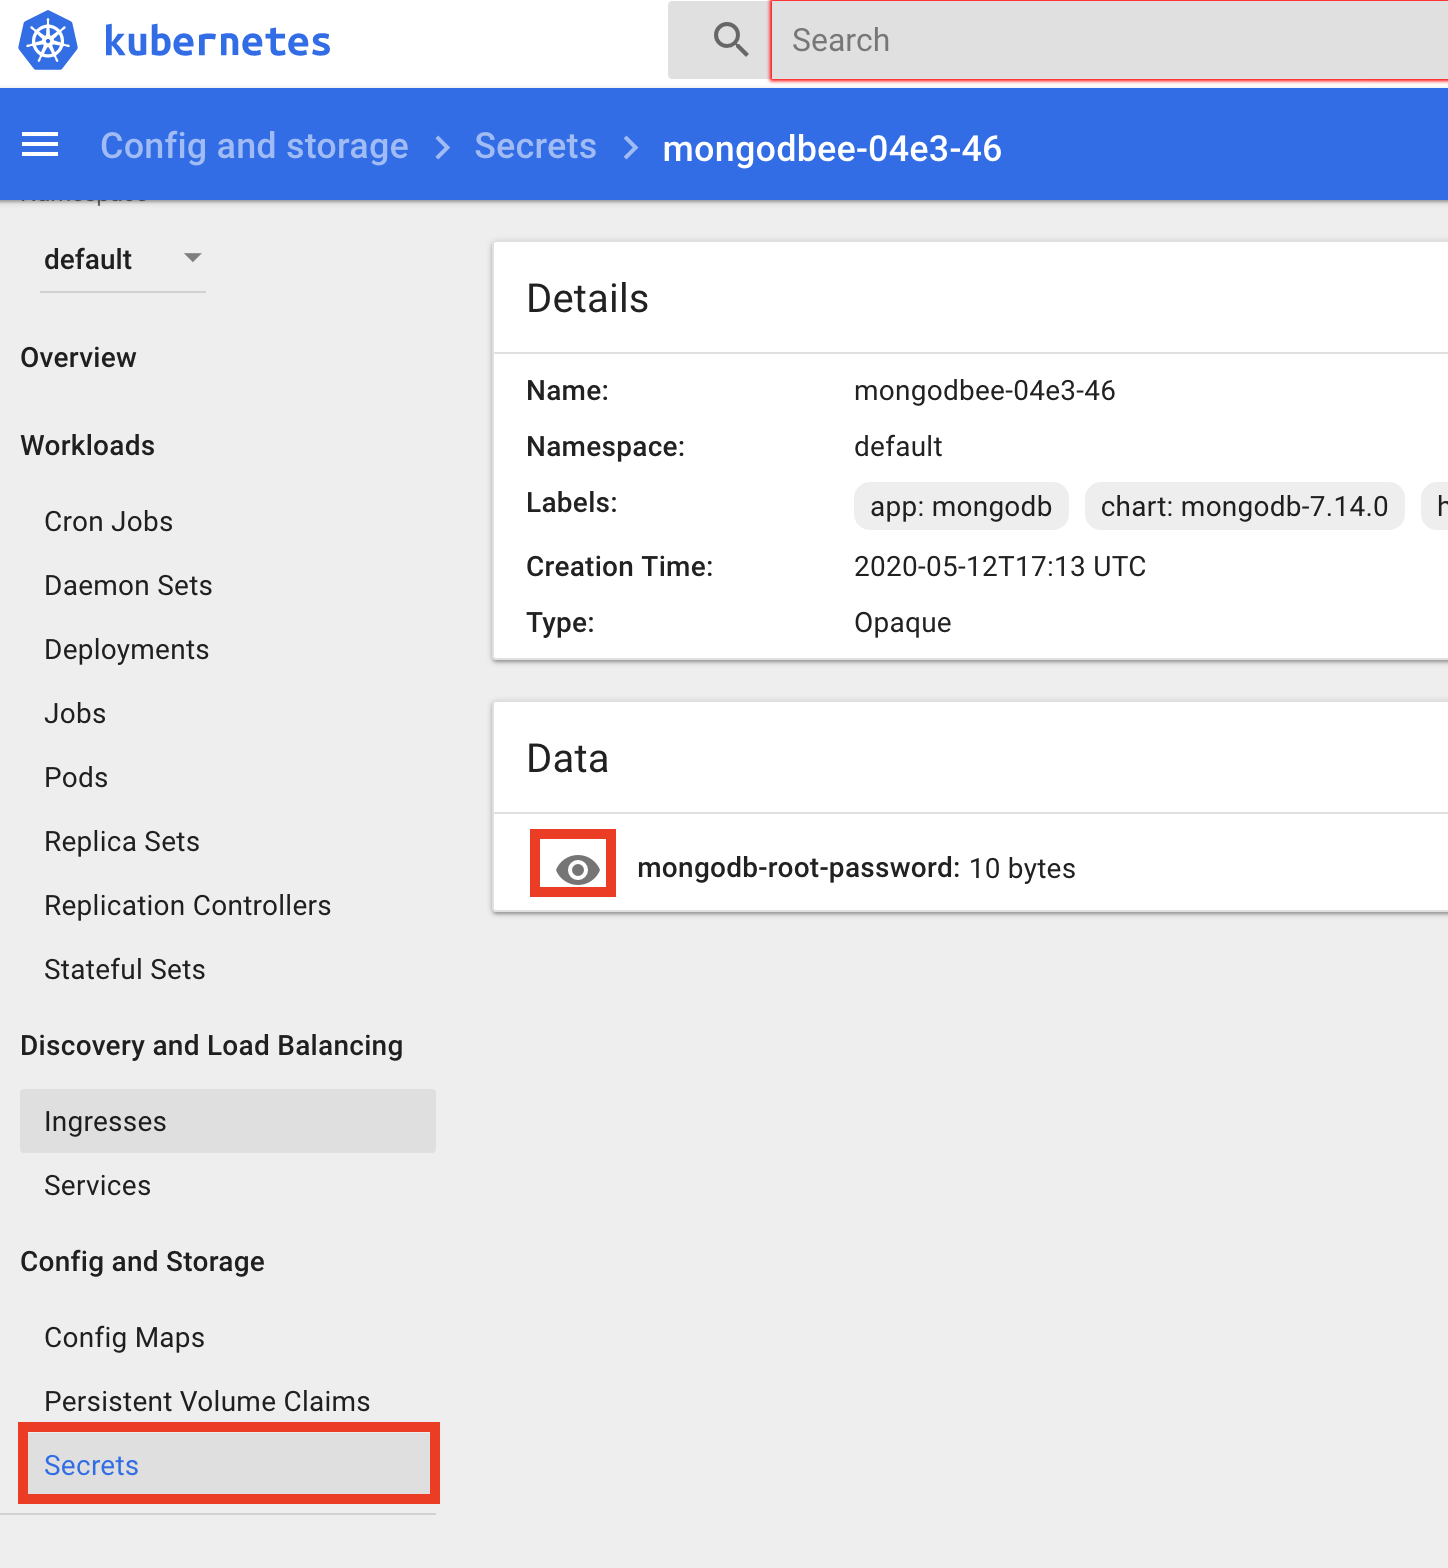 kubernetes
Search
Config and storage > Secrets > mongodbee-04e3-46
Namespace
default
Overview
Workloads
Cron Jobs
Daemon Sets
Deployments
Jobs
Pods
Replica Sets
Replication Controllers
Stateful Sets
Discovery and Load Balancing
Ingresses
Services
Config and Storage
Config Maps
Persistent Volume Claims
Secrets
Details
Name: mongodbee-04e3-46
Namespace: default
Labels: app: mongodb chart: mongodb-7.14.0
Creation Time: 2020-05-12T17:13 UTC
Type: Opaque
Data
mongodb-root-password: 10 bytes